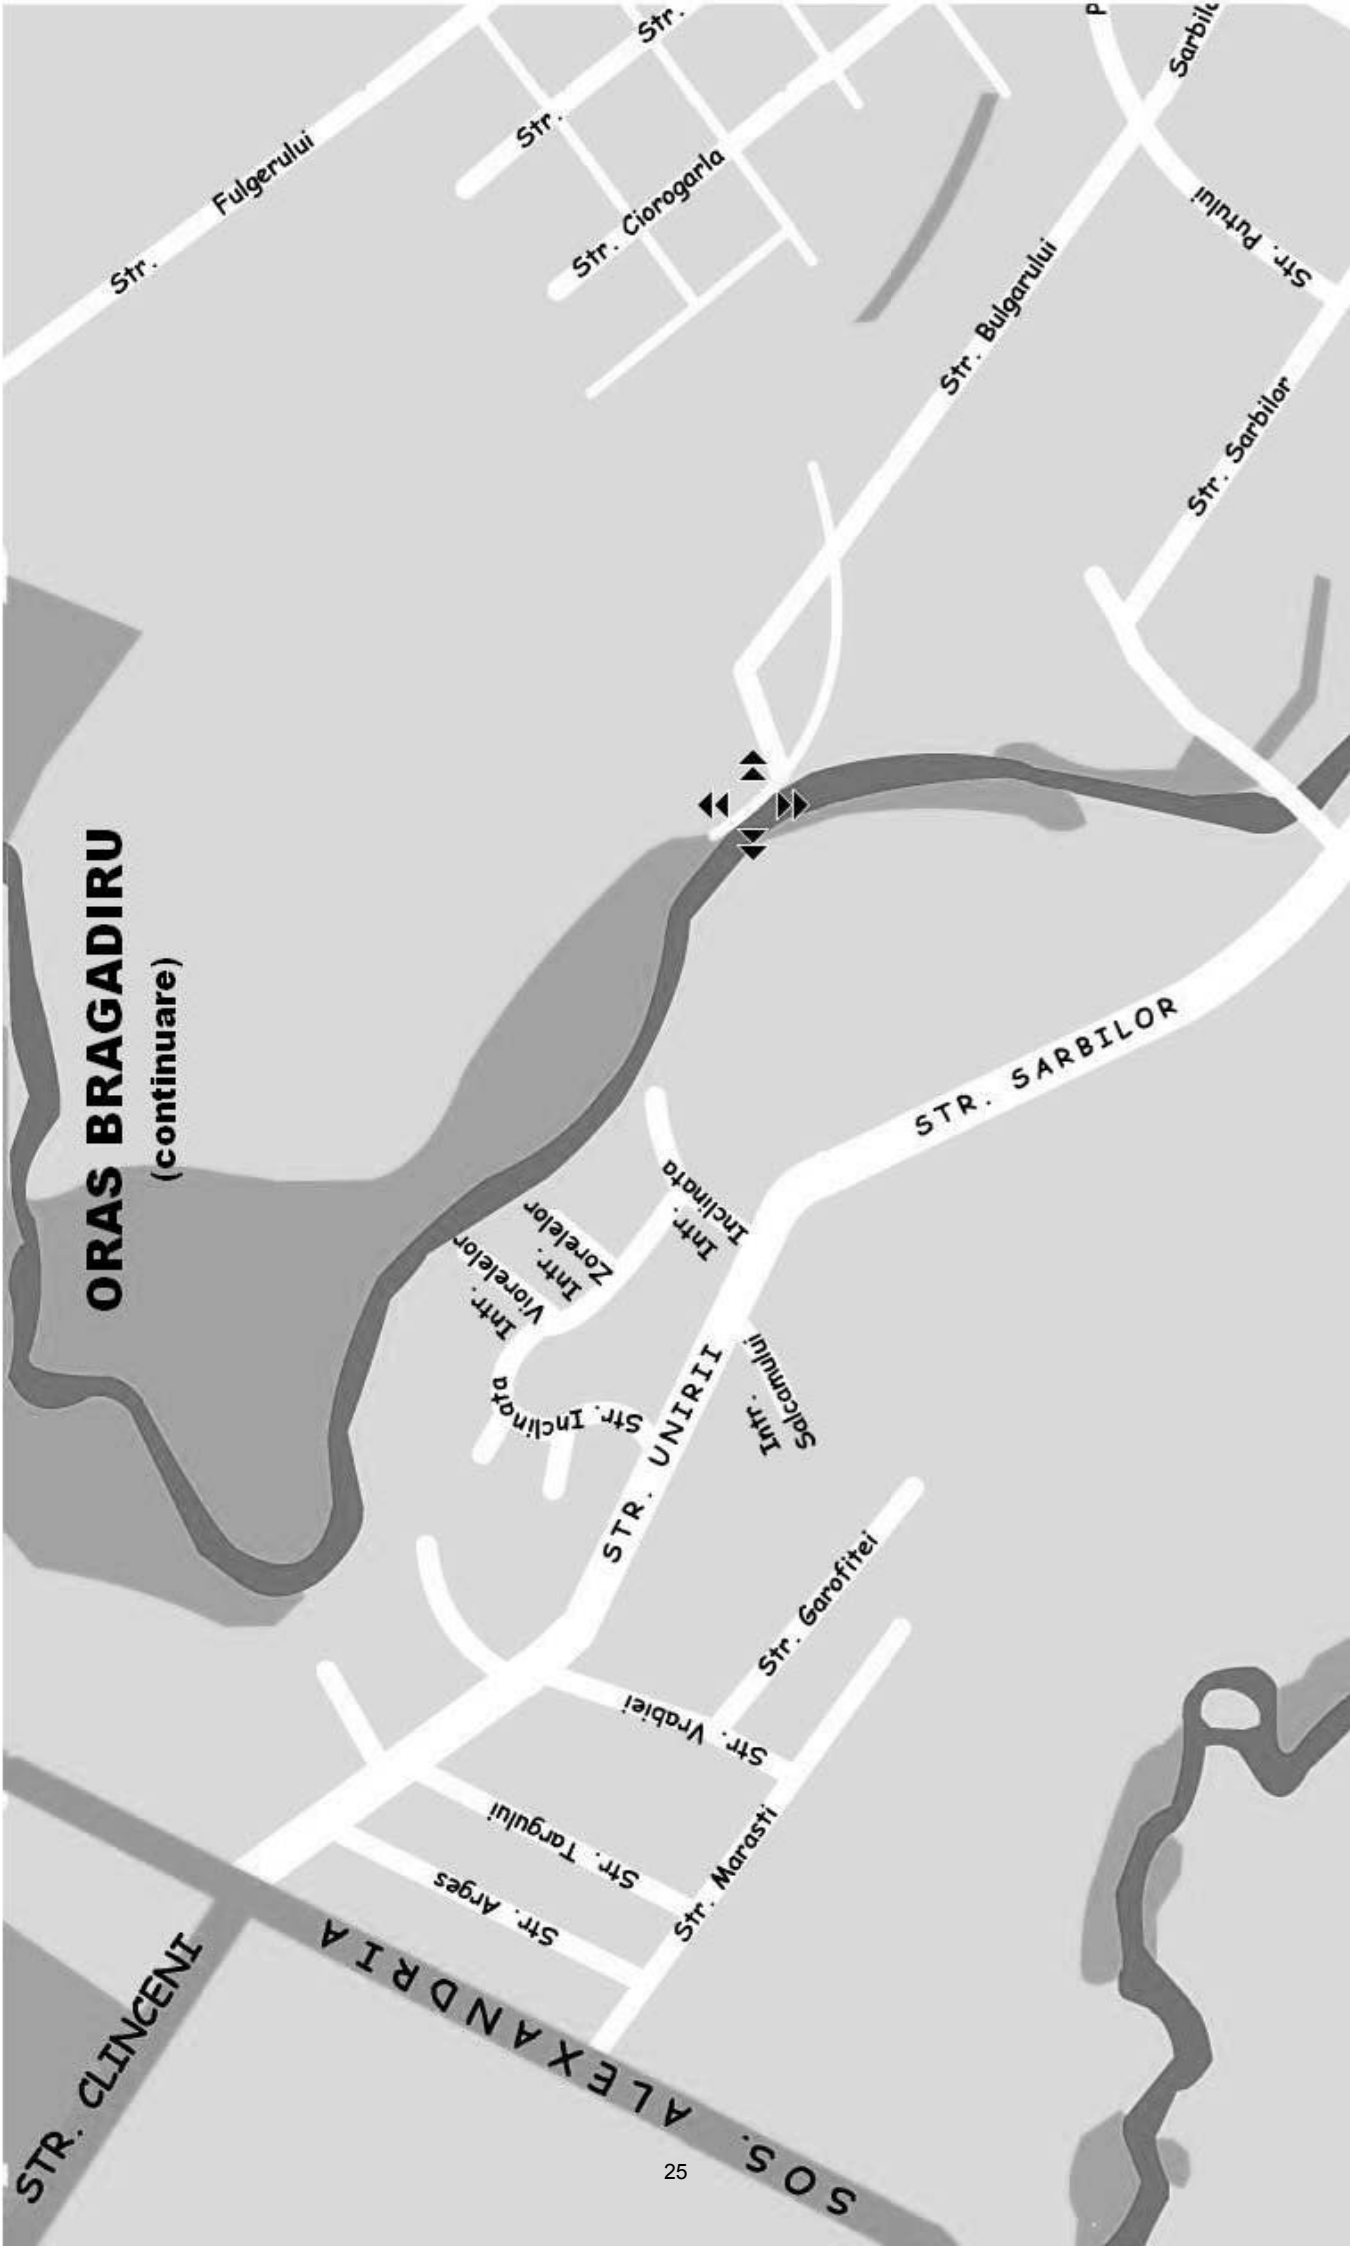 ORAS BRAGADIRU
(continuare)
Str. Fulgerului
Str.
Str.
Str. Ciorogarla
Str. Bulgarului
Str. Putului
Str. Sarbilor
STR. SARBILOR
Intr.
Inclinata
Intr.
Zorelelor
Intr.
Viorelelor
Str. Inclinata
STR. UNIRII
Intr.
Salcamului
Str. Garofitei
Str. Vrabiei
Str. Marasti
Str. Targului
Str. Arges
SOS. ALEXANDRIA
STR. CLINCENI
25